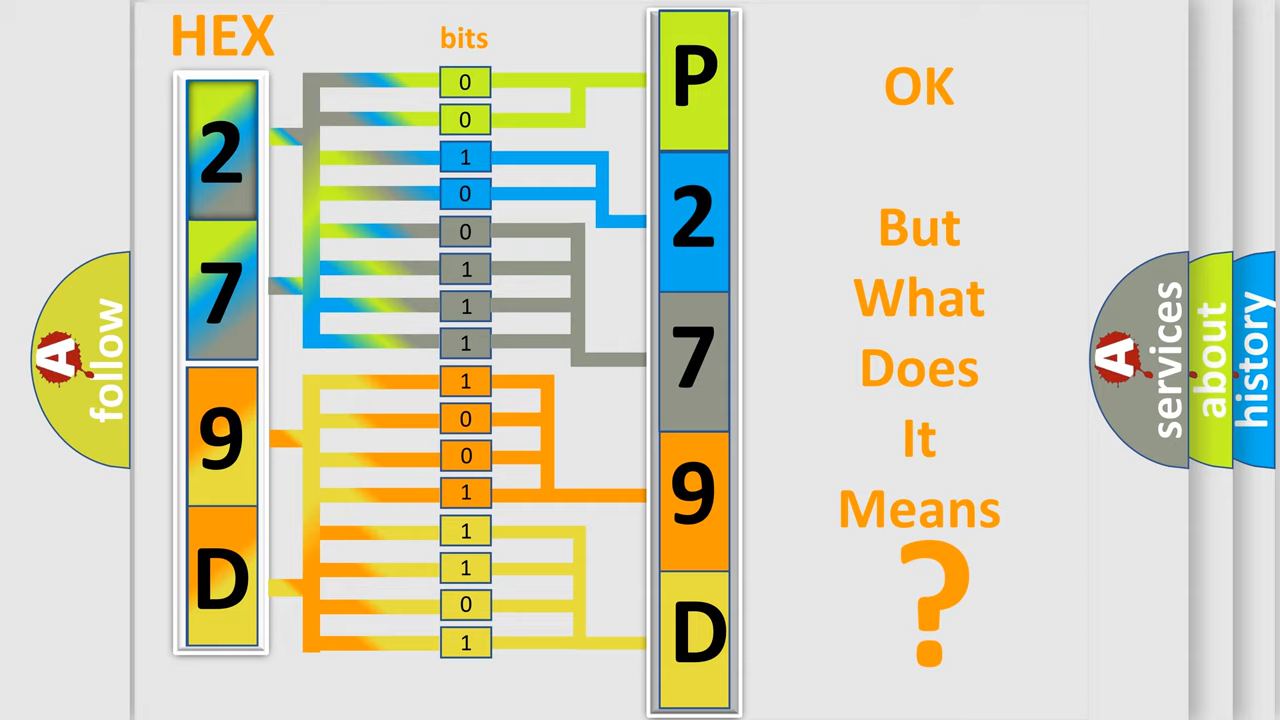 HEX
bits
2
7
9
D
0
0
1
0
0
1
1
1
1
0
0
1
1
1
0
1
P
2
7
9
D
OK
But
What
Does
It
Means
?
A
follow
A
services
about
history